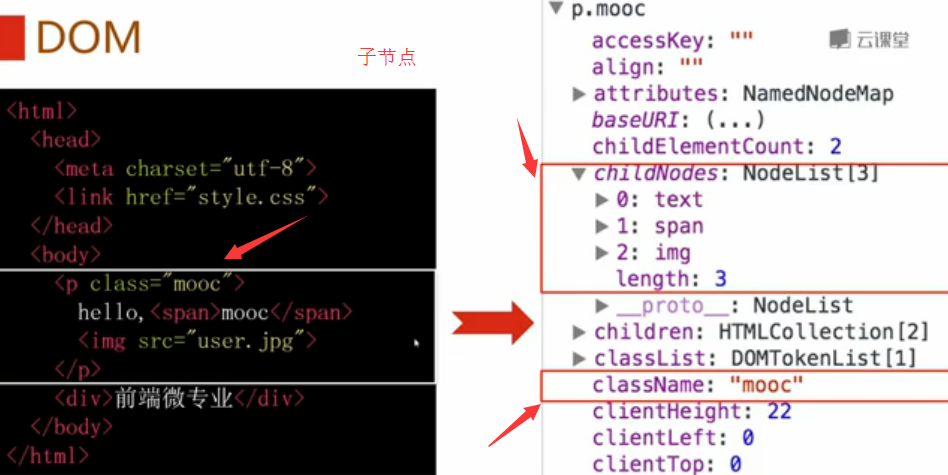 DOM
子节点
<html>
<head>
<meta charset="utf-8">
<link href="style.css">
</head>
<body>
<p class="mooc">
hello,<span>mooc</span>
<img src="user.jpg">
</p>
<div>前端微专业</div>
</body>
</html>
p.mooc
云课堂
accessKey: ""
align: ""
attributes: NamedNodeMap
baseURI: (...)
childElementCount: 2
childNodes: NodeList[3]
0: text
1: span
2: img
length: 3
__proto__: NodeList
children: HTMLCollection[2]
classList: DOMTokenList[1]
className: "mooc"
clientHeight: 22
clientLeft: 0
clientTop: 0